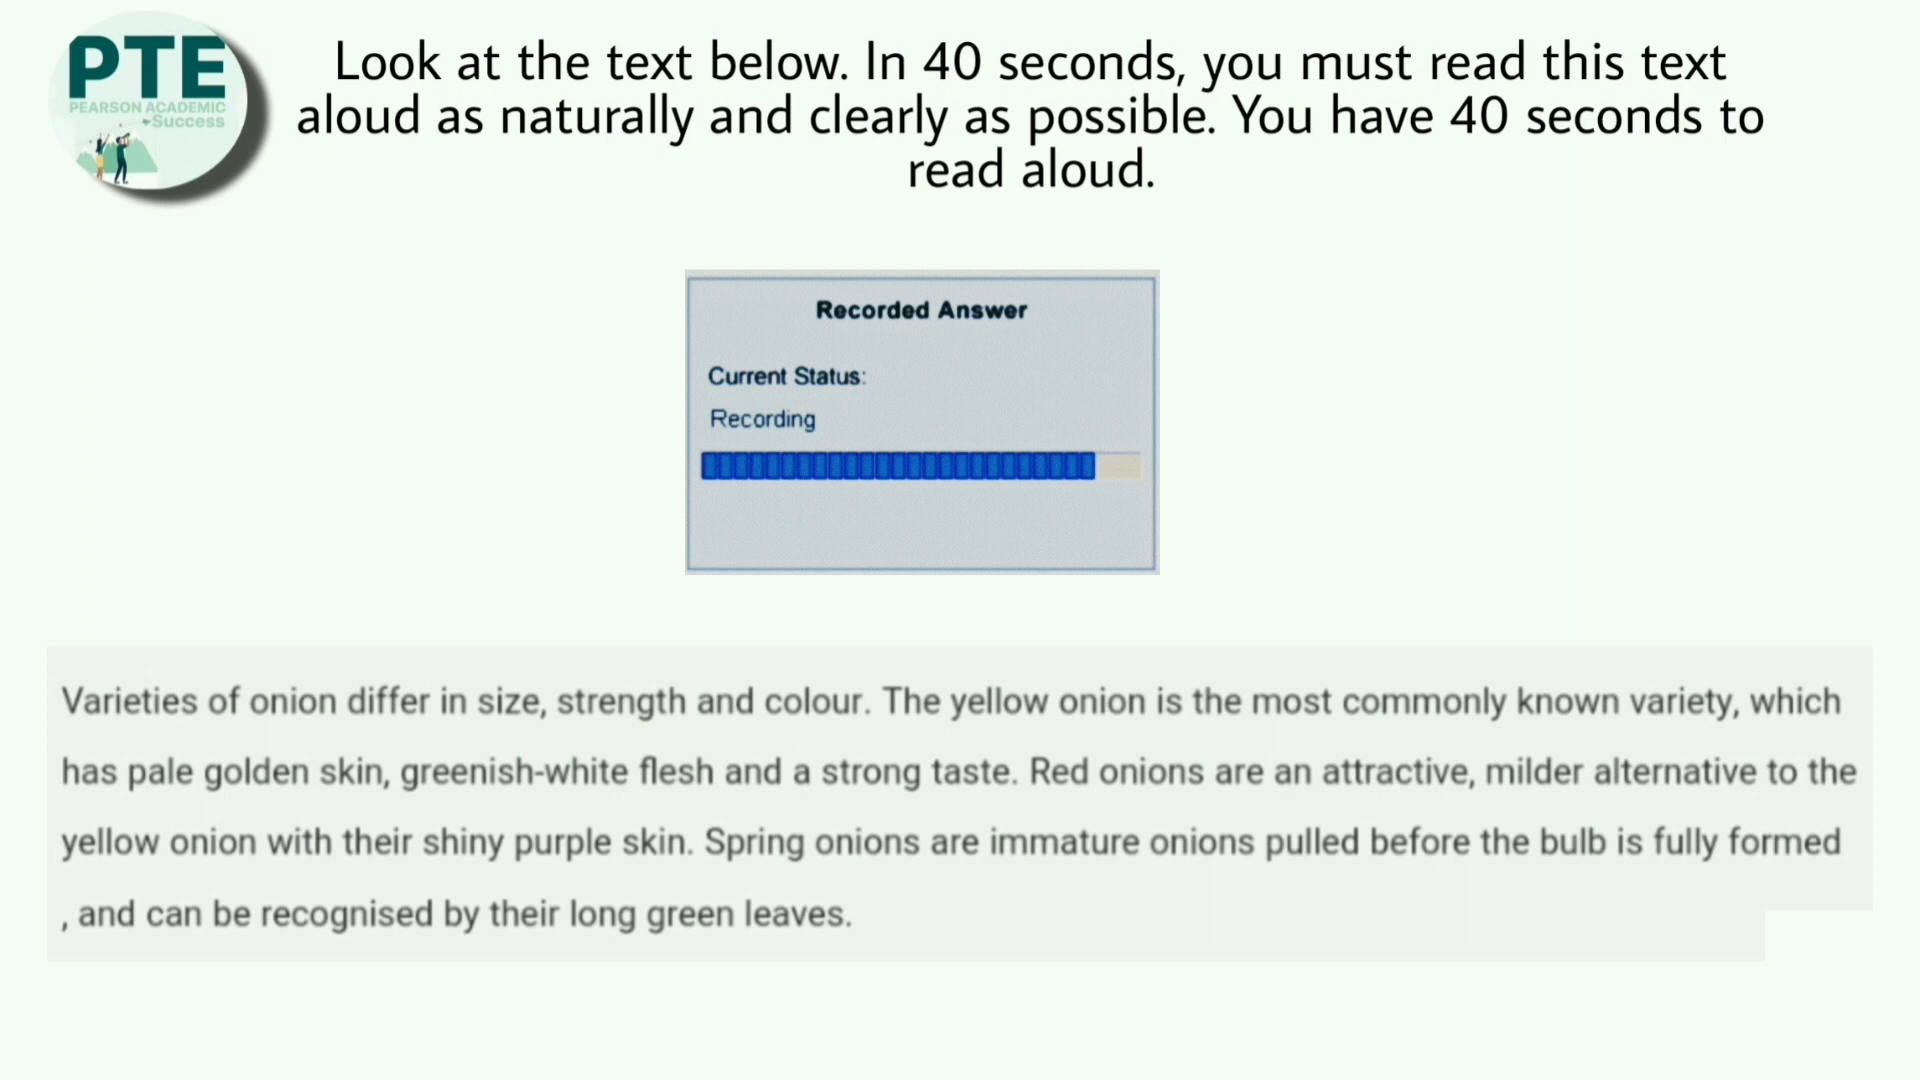 PTE
PEARSON ACADEMIC
Success
Look at the text below. In 40 seconds, you must read this text
aloud as naturally and clearly as possible. You have 40 seconds to
read aloud.
Recorded Answer
Current Status:
Recording
Varieties of onion differ in size, strength and colour. The yellow onion is the most commonly known variety, which
has pale golden skin, greenish-white flesh and a strong taste. Red onions are an attractive, milder alternative to the
yellow onion with their shiny purple skin. Spring onions are immature onions pulled before the bulb is fully formed
, and can be recognised by their long green leaves.